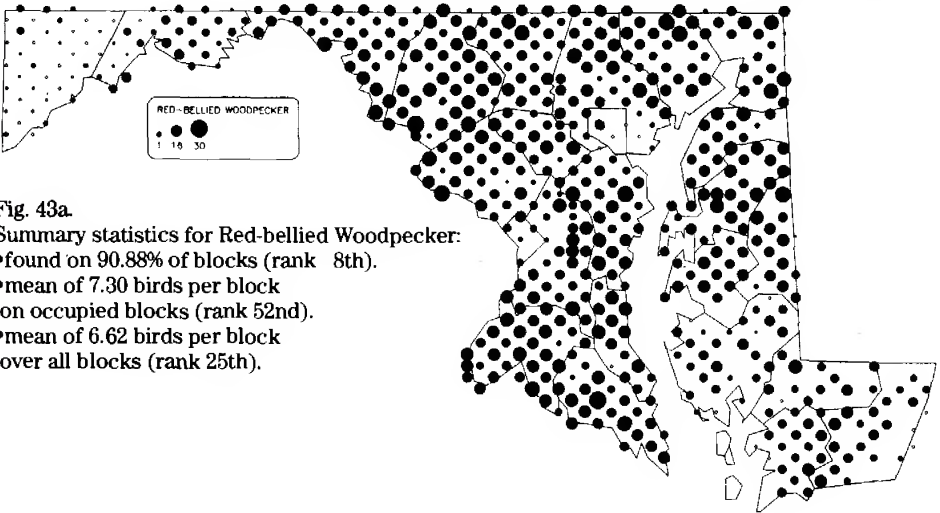 RED-BELLIED WOODPECKER
1 18 30
Fig. 43a.
Summary statistics for Red-bellied Woodpecker:
•found on 90.88% of blocks (rank 8th).
•mean of 7.30 birds per block
on occupied blocks (rank 52nd).
•mean of 6.62 birds per block
over all blocks (rank 25th).